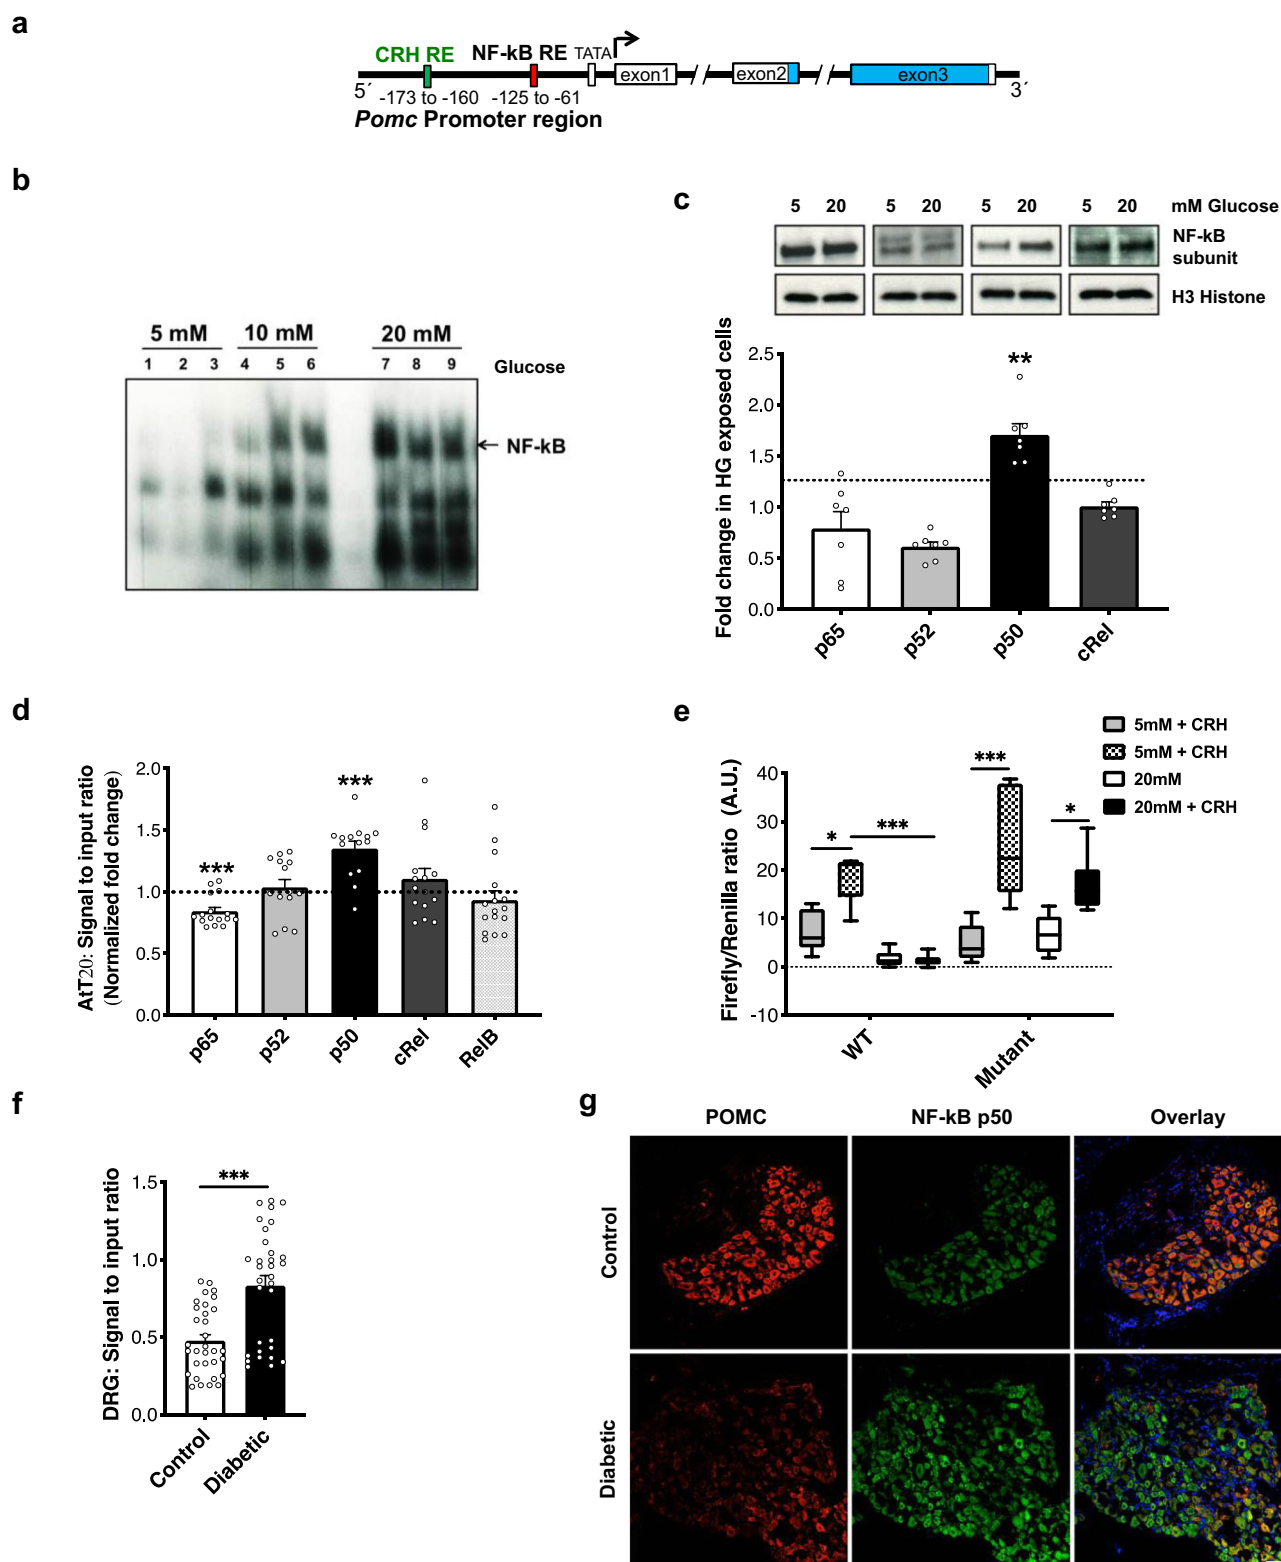 a
CRH RE NF-kB RE TATA
exon1 exon2 exon3
5´ -173 to -160 -125 to -61 3´
Pomc Promoter region
b
5 mM 10 mM 20 mM
1 2 3 4 5 6 7 8 9 Glucose
NF-kB
c
5 20 5 20 5 20 5 20 mM Glucose
NF-kB
subunit
H3 Histone
Fold change in HG exposed cells
2.5
**
2.0
1.5
1.0
0.5
0.0
p65 p52 p50 cRel
d
AtT20: Signal to input ratio
(Normalized fold change)
2.0
***
1.5
***
1.0
0.5
0.0
p65 p52 p50 cRel RelB
e
5mM + CRH
5mM + CRH
20mM
20mM + CRH
Firefly/Renilla ratio (A.U.)
40
***
30
* *** *
20
10
0
-10
WT Mutant
f
DRG: Signal to input ratio
***
1.5
1.0
0.5
0.0
Control Diabetic
g
POMC NF-kB p50 Overlay
Control
Diabetic